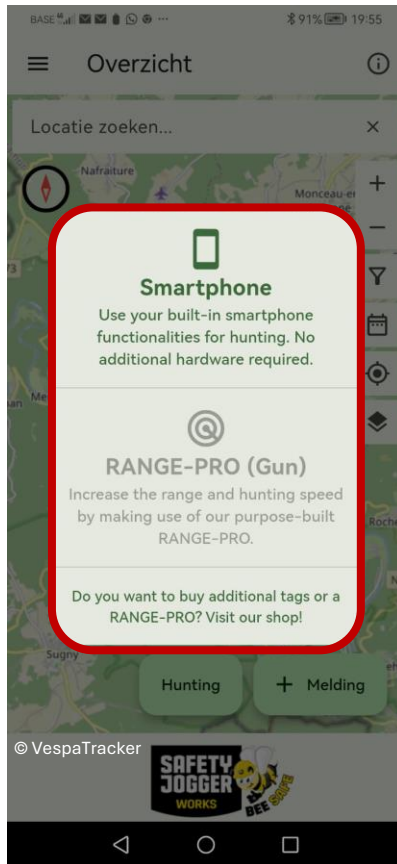 BASE 91% 19:55
Overzicht
Locatie zoeken...
Nafraiture
Monceau-e
Smartphone
Use your built-in smartphone
functionalities for hunting. No
additional hardware required.
Me
RANGE-PRO (Gun)
Increase the range and hunting speed
by making use of our purpose-built
RANGE-PRO.
Roche
Do you want to buy additional tags or a
RANGE-PRO? Visit our shop!
Sugny
Hunting + Melding
© VespaTracker
SAFETY
JOGGER
WORKS
BEE SAFE